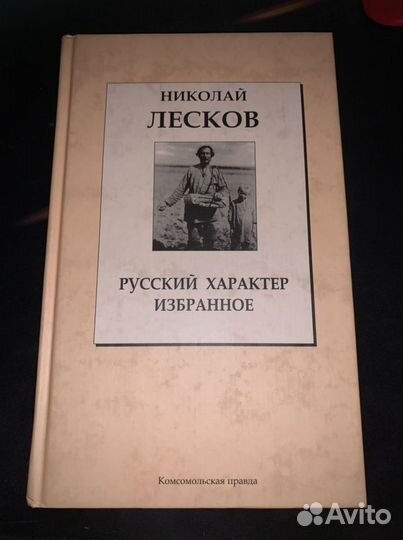 НИКОЛАЙ
ЛЕСКОВ
РУССКИЙ ХАРАКТЕР
ИЗБРАННОЕ
Комсомольская правда
Avito